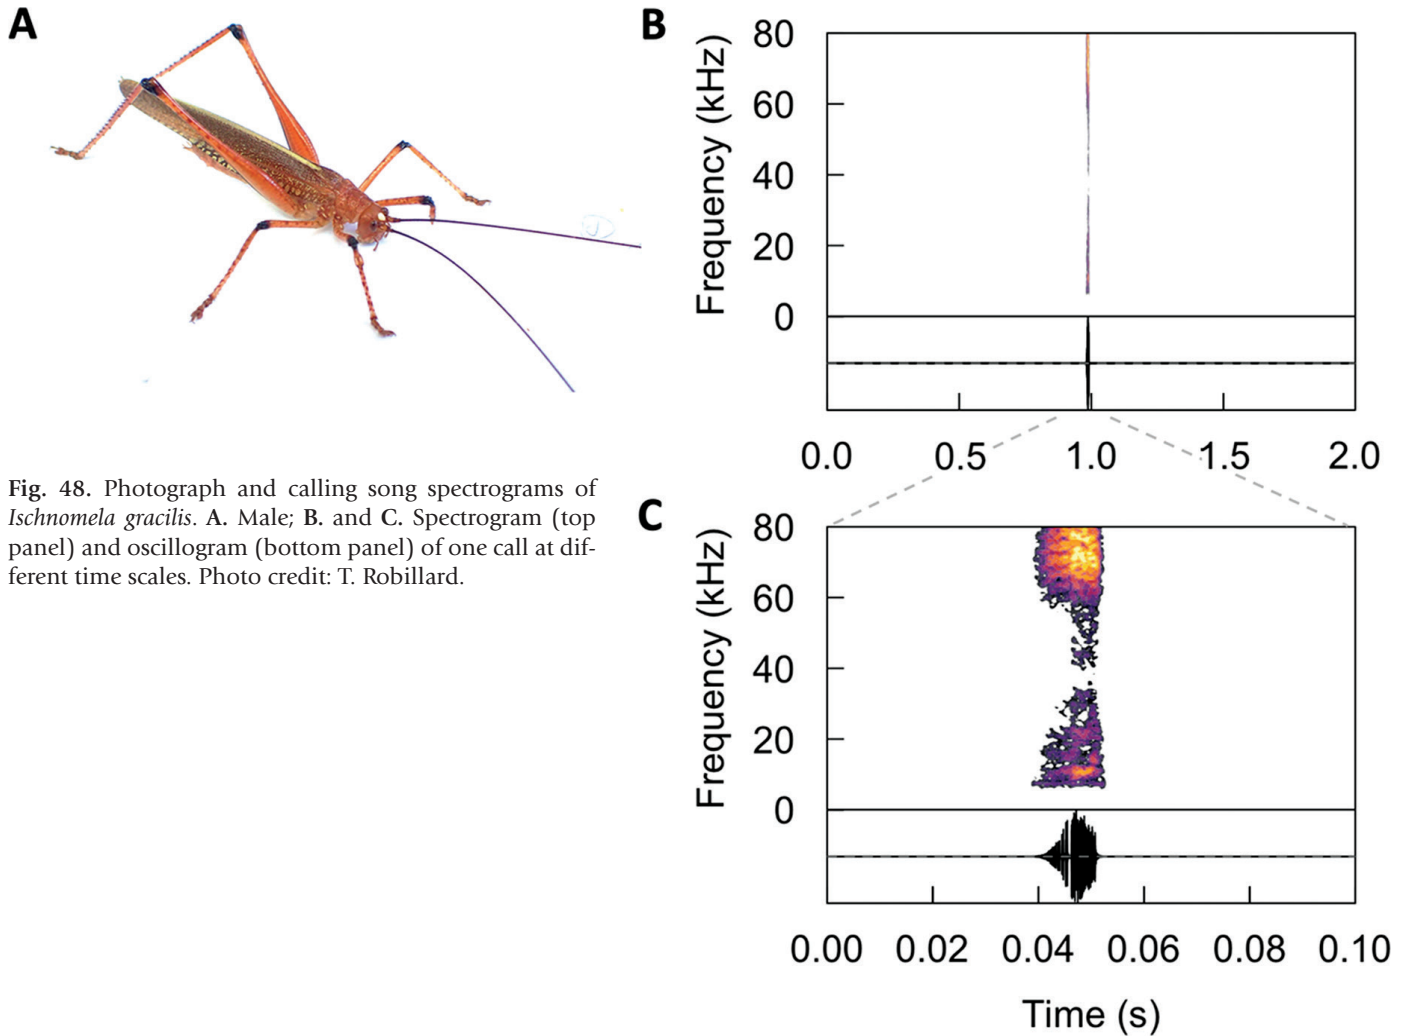 A
Fig. 48. Photograph and calling song spectrograms of
Ischnomela gracilis. A. Male; B. and C. Spectrogram (top
panel) and oscillogram (bottom panel) of one call at dif-
ferent time scales. Photo credit: T. Robillard.
B
Frequency (kHz)
80
60
40
20
0
0.0 0.5 1.0 1.5 2.0
C
Frequency (kHz)
80
60
40
20
0
0.00 0.02 0.04 0.06 0.08 0.10
Time (s)